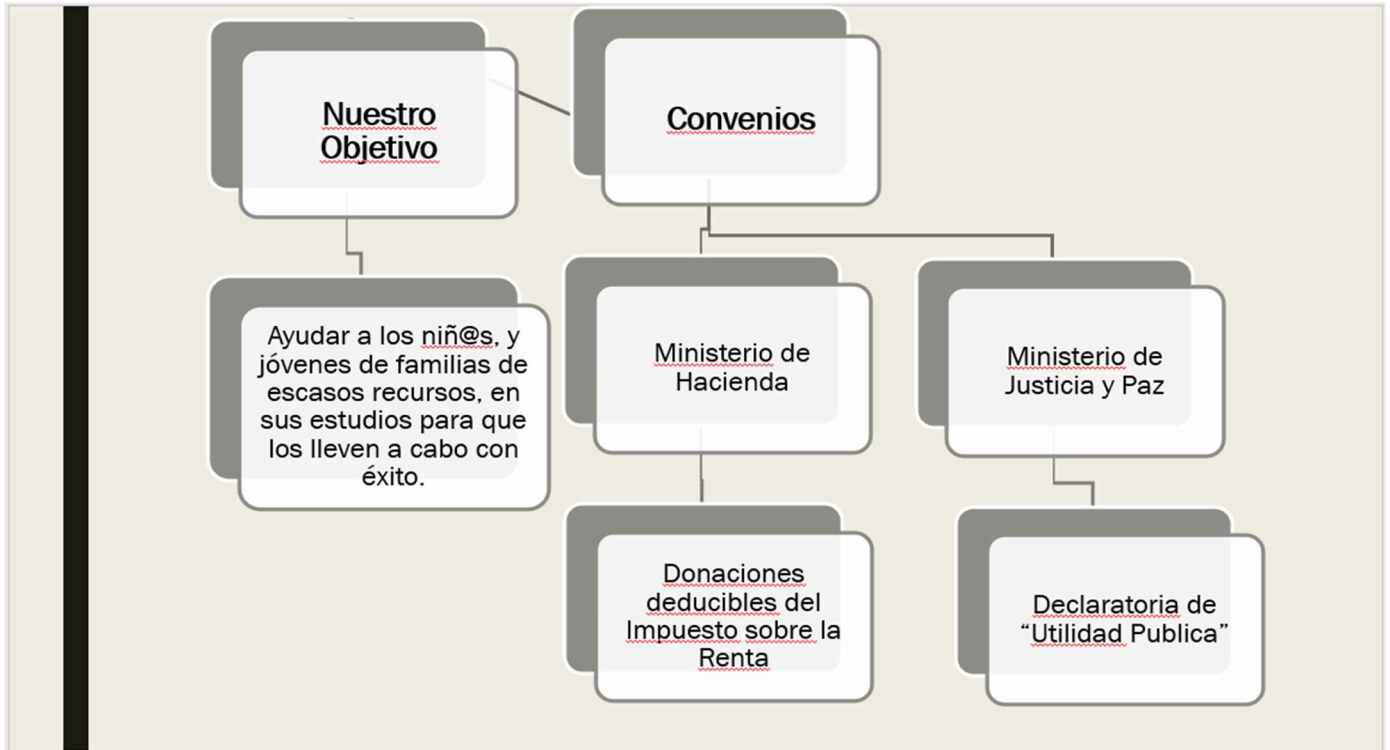 Nuestro
Objetivo
Convenios
Ayudar a los niñ@s, y
jóvenes de familias de
escasos recursos, en
sus estudios para que
los lleven a cabo con
éxito.
Ministerio de
Hacienda
Ministerio de
Justicia y Paz
Donaciones
deducibles del
Impuesto sobre la
Renta
Declaratoria de
“Utilidad Publica”